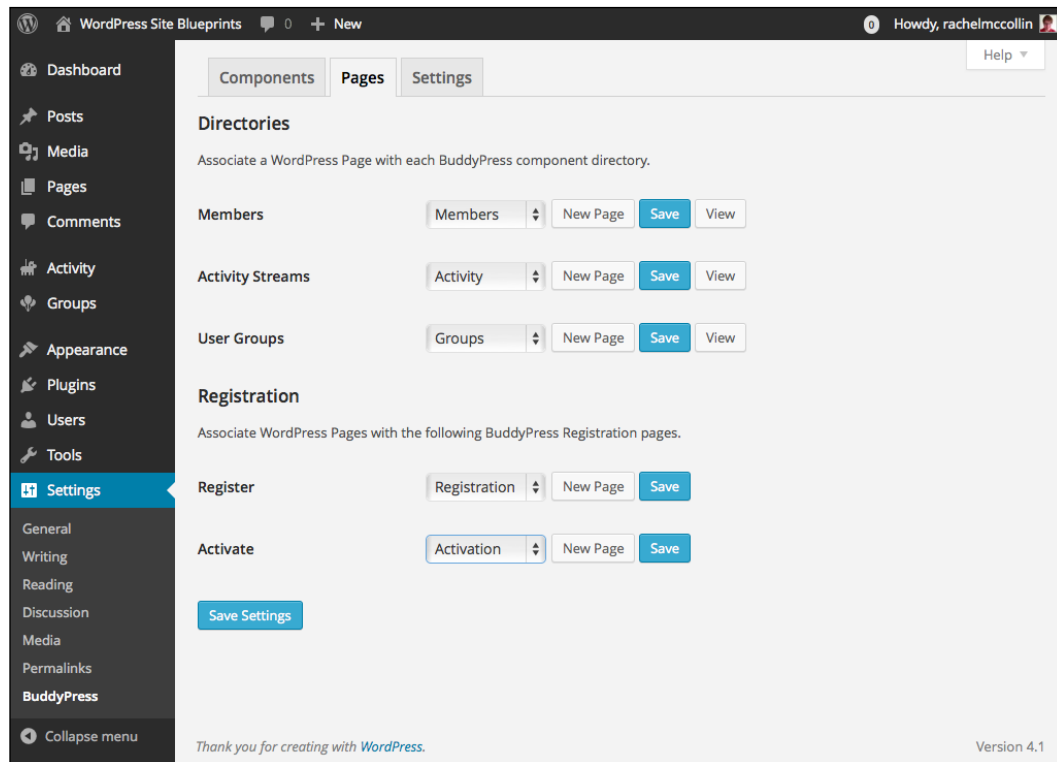 WordPress Site Blueprints 0 + New 0 Howdy, rachelmccollin
Help
Dashboard
Posts
Media
Pages
Comments
Activity
Groups
Appearance
Plugins
Users
Tools
Settings
General
Writing
Reading
Discussion
Media
Permalinks
BuddyPress
Collapse menu
Components Pages Settings
Directories
Associate a WordPress Page with each BuddyPress component directory.
Members Members New Page Save View
Activity Streams Activity New Page Save View
User Groups Groups New Page Save View
Registration
Associate WordPress Pages with the following BuddyPress Registration pages.
Register Registration New Page Save
Activate Activation New Page Save
Save Settings
Thank you for creating with WordPress. Version 4.1